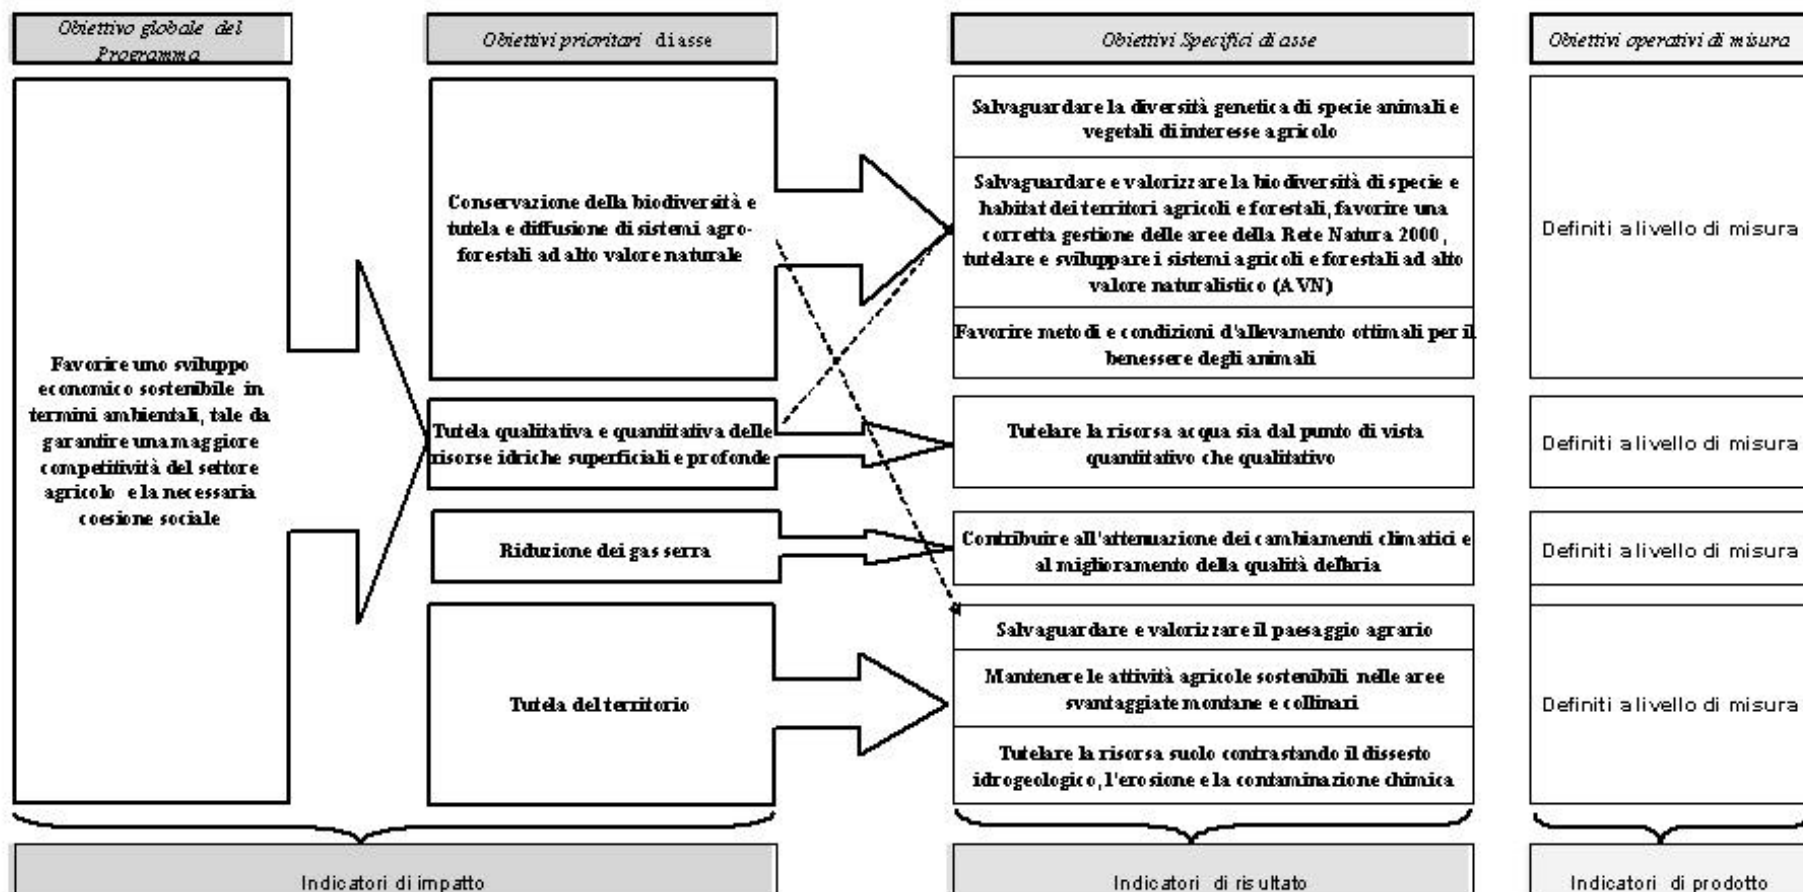 Obiettivo globale del
Programma
Obiettivi prioritari di asse
Obiettivi Specifici di asse
Obiettivi operativi di misura
Favorire uno sviluppo
economico sostenibile in
termini ambientali, tale da
garantire una maggiore
competitività del settore
agricolo e la necessaria
coesione sociale
Conservazione della biodiversità e
tutela e diffusione di sistemi agro-
forestali ad alto valore naturale
Salvaguardare la diversità genetica di specie animali e
vegetali di interesse agricolo
Salvaguardare e valorizzare la biodiversità di specie e
habitat dei territori agricoli e forestali, favorire una
corretta gestione delle aree della Rete Natura 2000,
tutelare e sviluppare i sistemi agricoli e forestali ad alto
valore naturalistico (AVN)
Favorire metodi e condizioni d'allevamento ottimali per il
benessere degli animali
Definiti a livello di misura
Tutela qualitativa e quantitativa delle
risorse idriche superficiali e profonde
Tutelare la risorsa acqua sia dal punto di vista
quantitativo che qualitativo
Definiti a livello di misura
Riduzione dei gas serra
Contribuire all'attenuazione dei cambiamenti climatici e
al miglioramento della qualità dell'aria
Definiti a livello di misura
Tutela del territorio
Salvaguardare e valorizzare il paesaggio agrario
Mantenere le attività agricole sostenibili nelle aree
svantaggiate montane e collinari
Tutelare la risorsa suolo contrastando il dissesto
idrogeologico, l'erosione e la contaminazione chimica
Definiti a livello di misura
Indicatori di impatto
Indicatori di risultato
Indicatori di prodotto